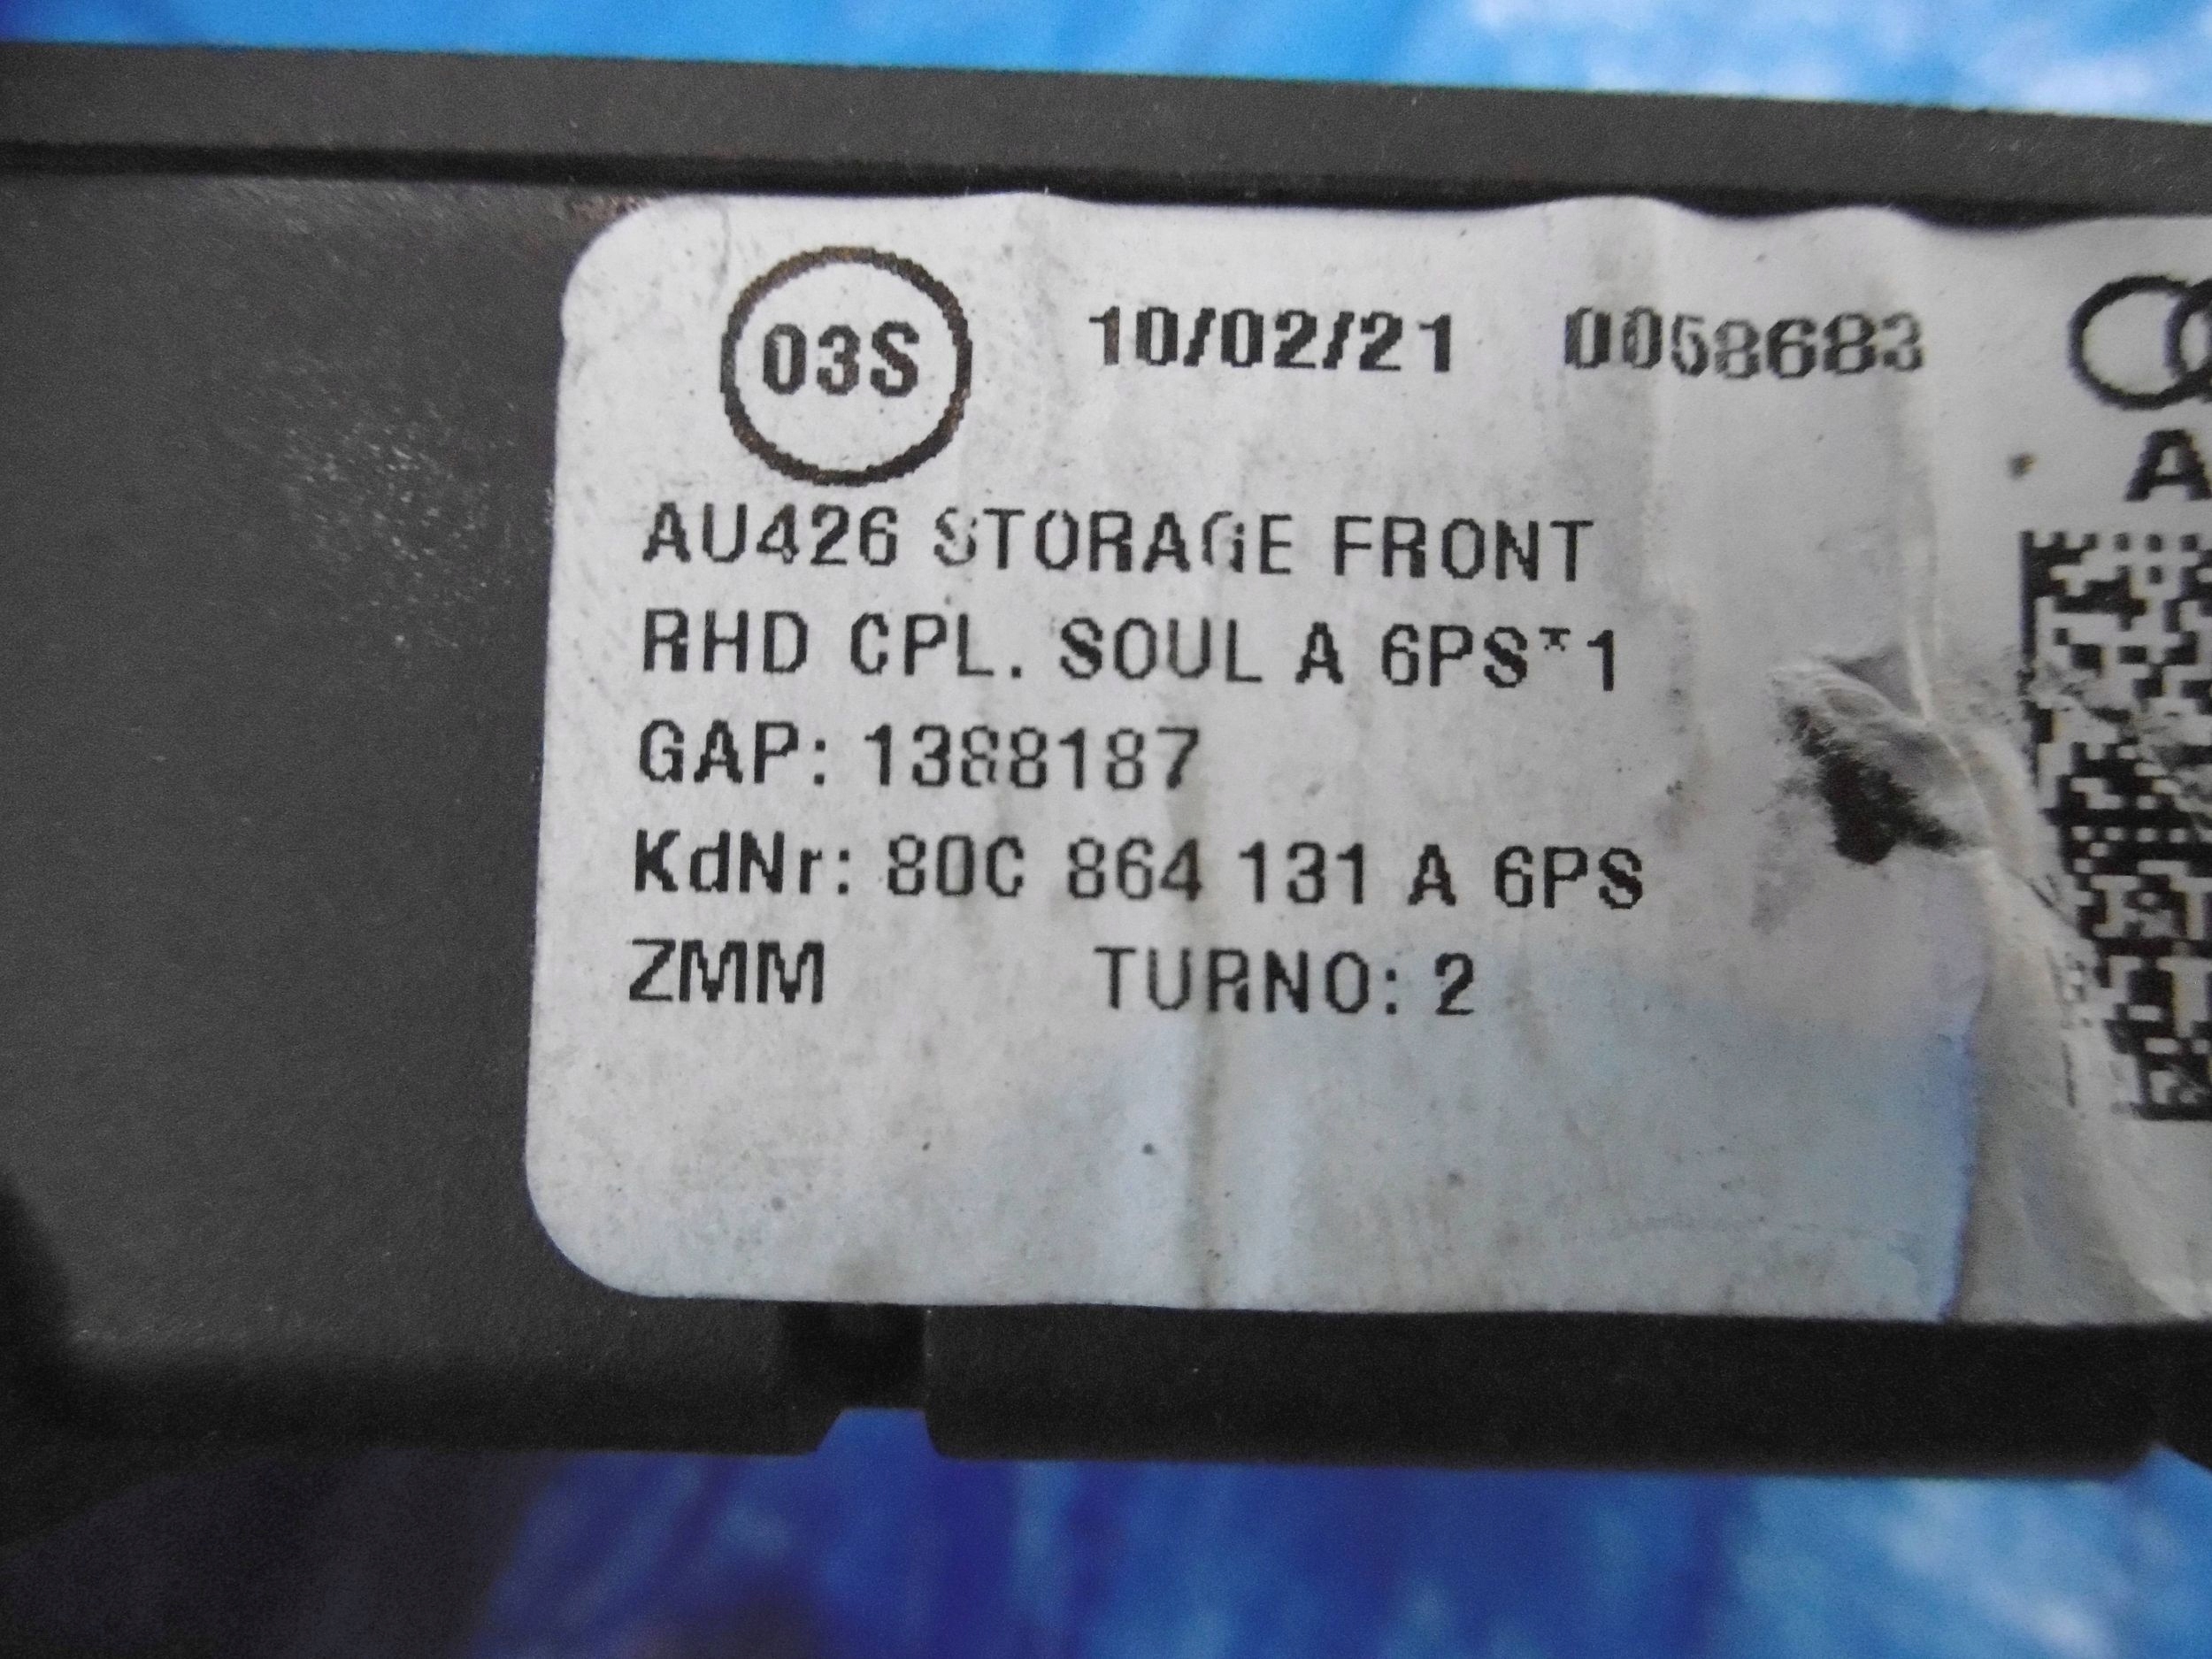 03S 10/02/21 0058683
A
AU426 STORAGE FRONT
RHD CPL. SOUL A 6PS*1
GAP: 1388187
KdNr: 80C 864 131 A 6PS
ZMM TURNO: 2